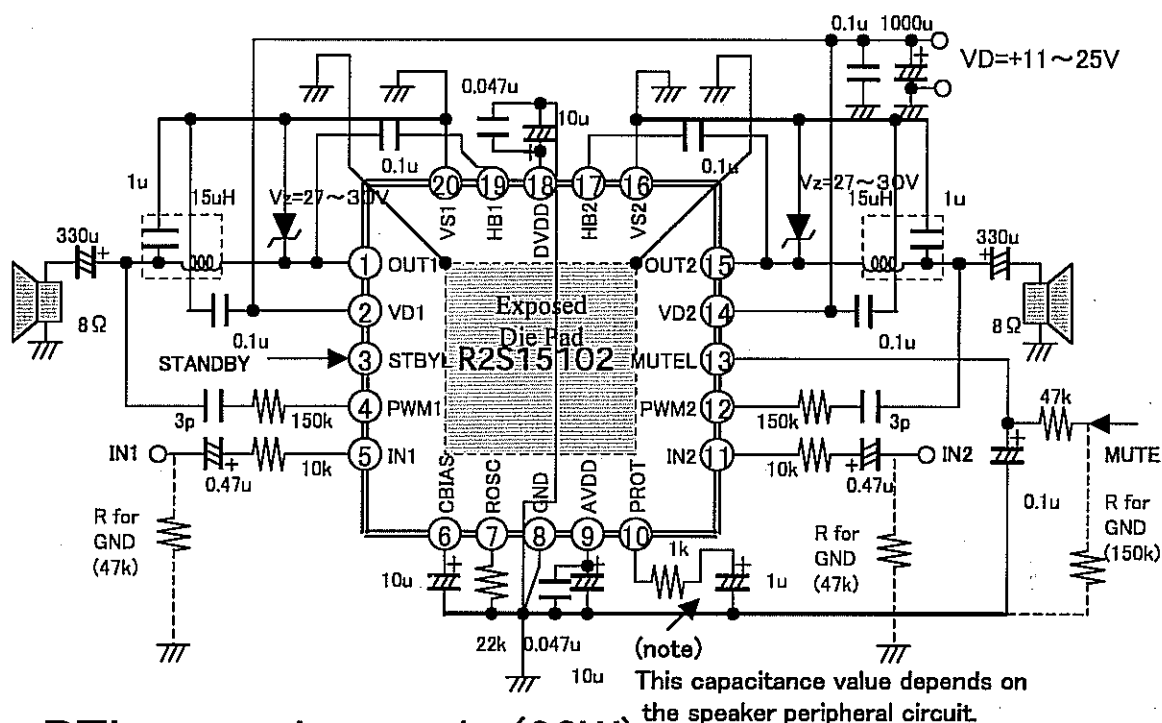 0.1u 1000u
VD=+11～25V
0.047u
10u
0.1u
0.1u
20 19 18 17 16
VS1 HB1 DVDD HB2 VS2
1u
15uH
Vz=27～30V
Vz=27～30V
15uH
1u
330u
330u
1 OUT1
OUT2 15
2 VD1
VD2 14
8Ω
8Ω
0.1u
0.1u
Exposed
Die Pad
R2S15102
STANDBY
3 STBYL
MUTEL 13
4 PWM1
PWM2 12
3p
150k
150k
3p
47k
MUTE
IN1
5 IN1
IN2 11
IN2
0.47u
10k
10k
0.47u
0.1u
CBIAS ROSC GND AVDD PROT
6 7 8 9 10
R for
GND
(47k)
R for
GND
(47k)
R for
GND
(150k)
10u
1k
1u
22k
0.047u
10u
(note)
This capacitance value depends on
the speaker peripheral circuit.